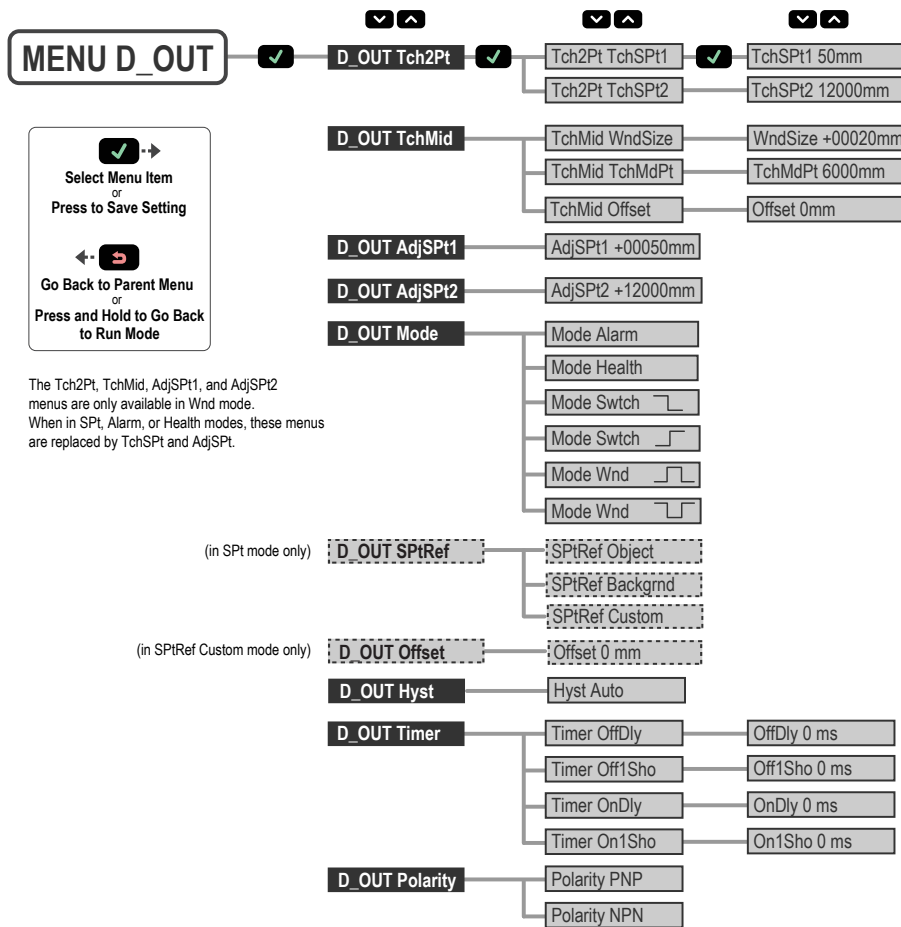 MENU D_OUT
D_OUT Tch2Pt
Tch2Pt TchSPt1
TchSPt1 50mm
Tch2Pt TchSPt2
TchSPt2 12000mm
Select Menu Item
or
Press to Save Setting
Go Back to Parent Menu
or
Press and Hold to Go Back
to Run Mode
The Tch2Pt, TchMid, AdjSPt1, and AdjSPt2
menus are only available in Wnd mode.
When in SPt, Alarm, or Health modes, these menus
are replaced by TchSPt and AdjSPt.
D_OUT TchMid
TchMid WndSize
WndSize +00020mm
TchMid TchMdPt
TchMdPt 6000mm
TchMid Offset
Offset 0mm
D_OUT AdjSPt1
AdjSPt1 +00050mm
D_OUT AdjSPt2
AdjSPt2 +12000mm
D_OUT Mode
Mode Alarm
Mode Health
Mode Swtch
Mode Swtch
Mode Wnd
Mode Wnd
(in SPt mode only)
D_OUT SPtRef
SPtRef Object
SPtRef Backgrnd
SPtRef Custom
(in SPtRef Custom mode only)
D_OUT Offset
Offset 0 mm
D_OUT Hyst
Hyst Auto
D_OUT Timer
Timer OffDly
OffDly 0 ms
Timer Off1Sho
Off1Sho 0 ms
Timer OnDly
OnDly 0 ms
Timer On1Sho
On1Sho 0 ms
D_OUT Polarity
Polarity PNP
Polarity NPN